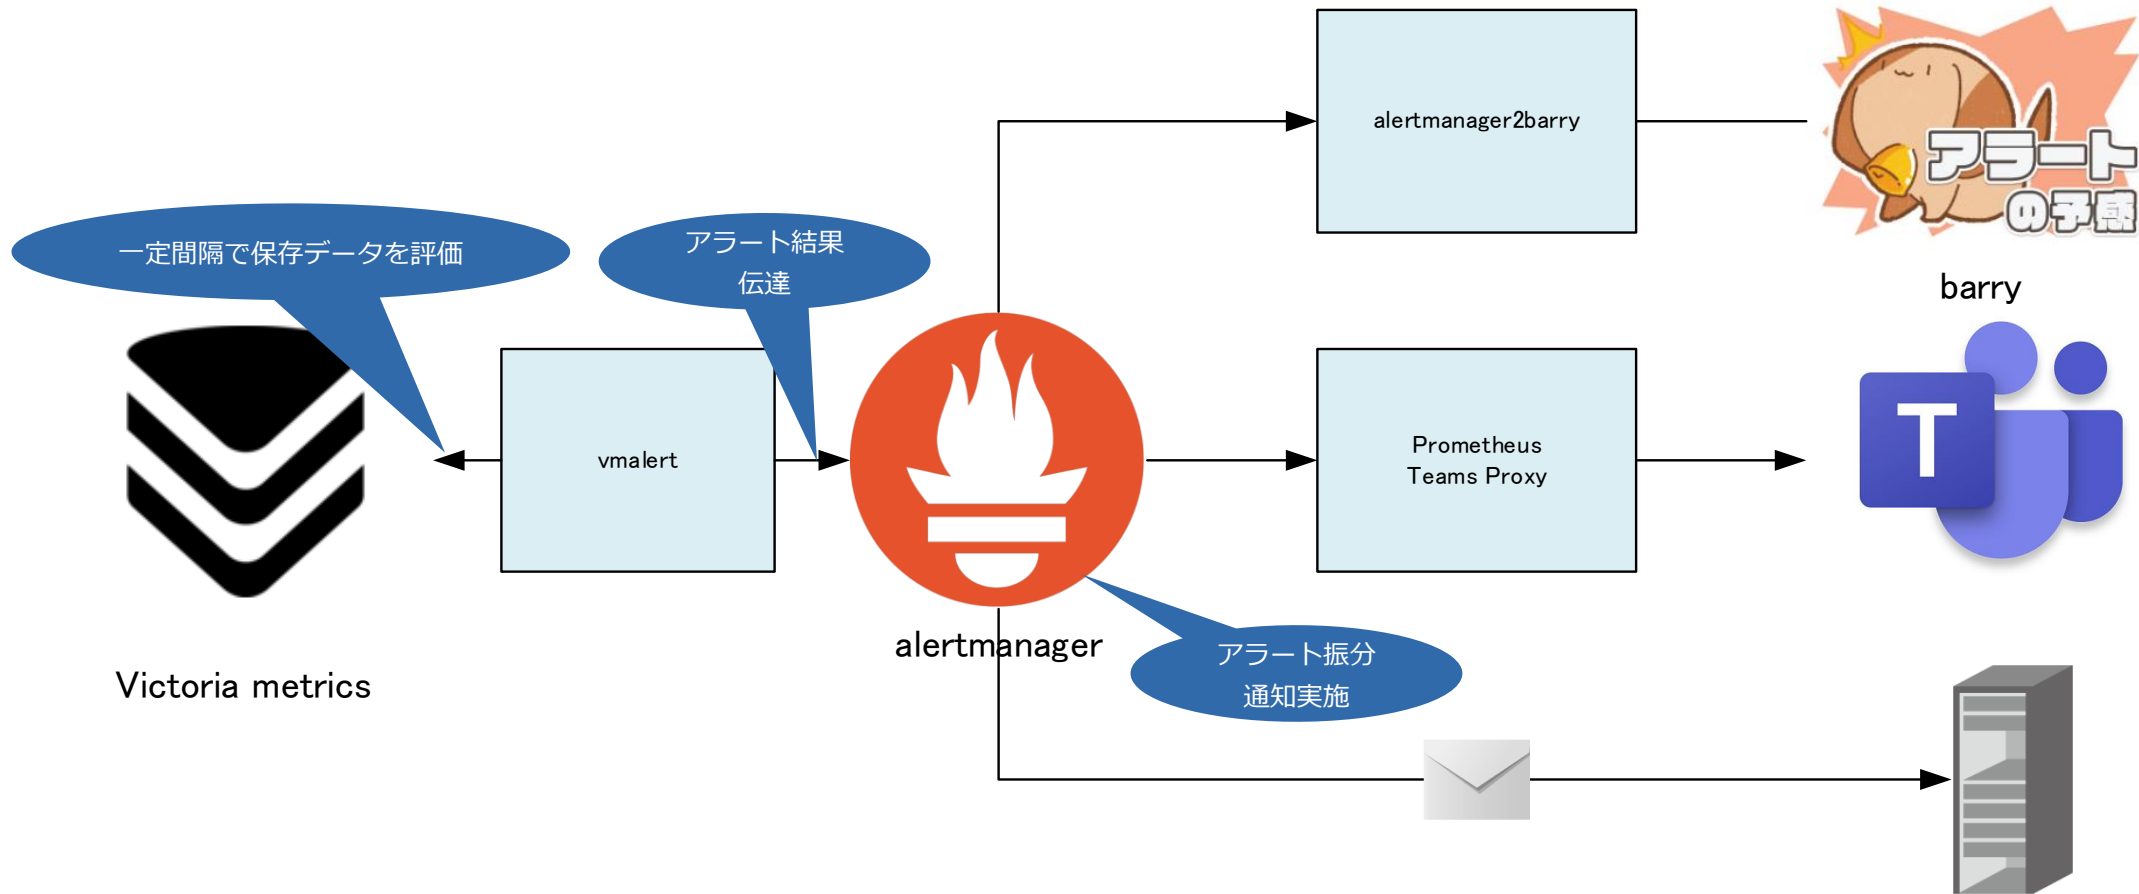 alertmanager2barry
アラート
の予感
barry
一定間隔で保存データを評価
アラート結果
伝達
vmalert
Prometheus
Teams Proxy
T
alertmanager
Victoria metrics
アラート振分
通知実施